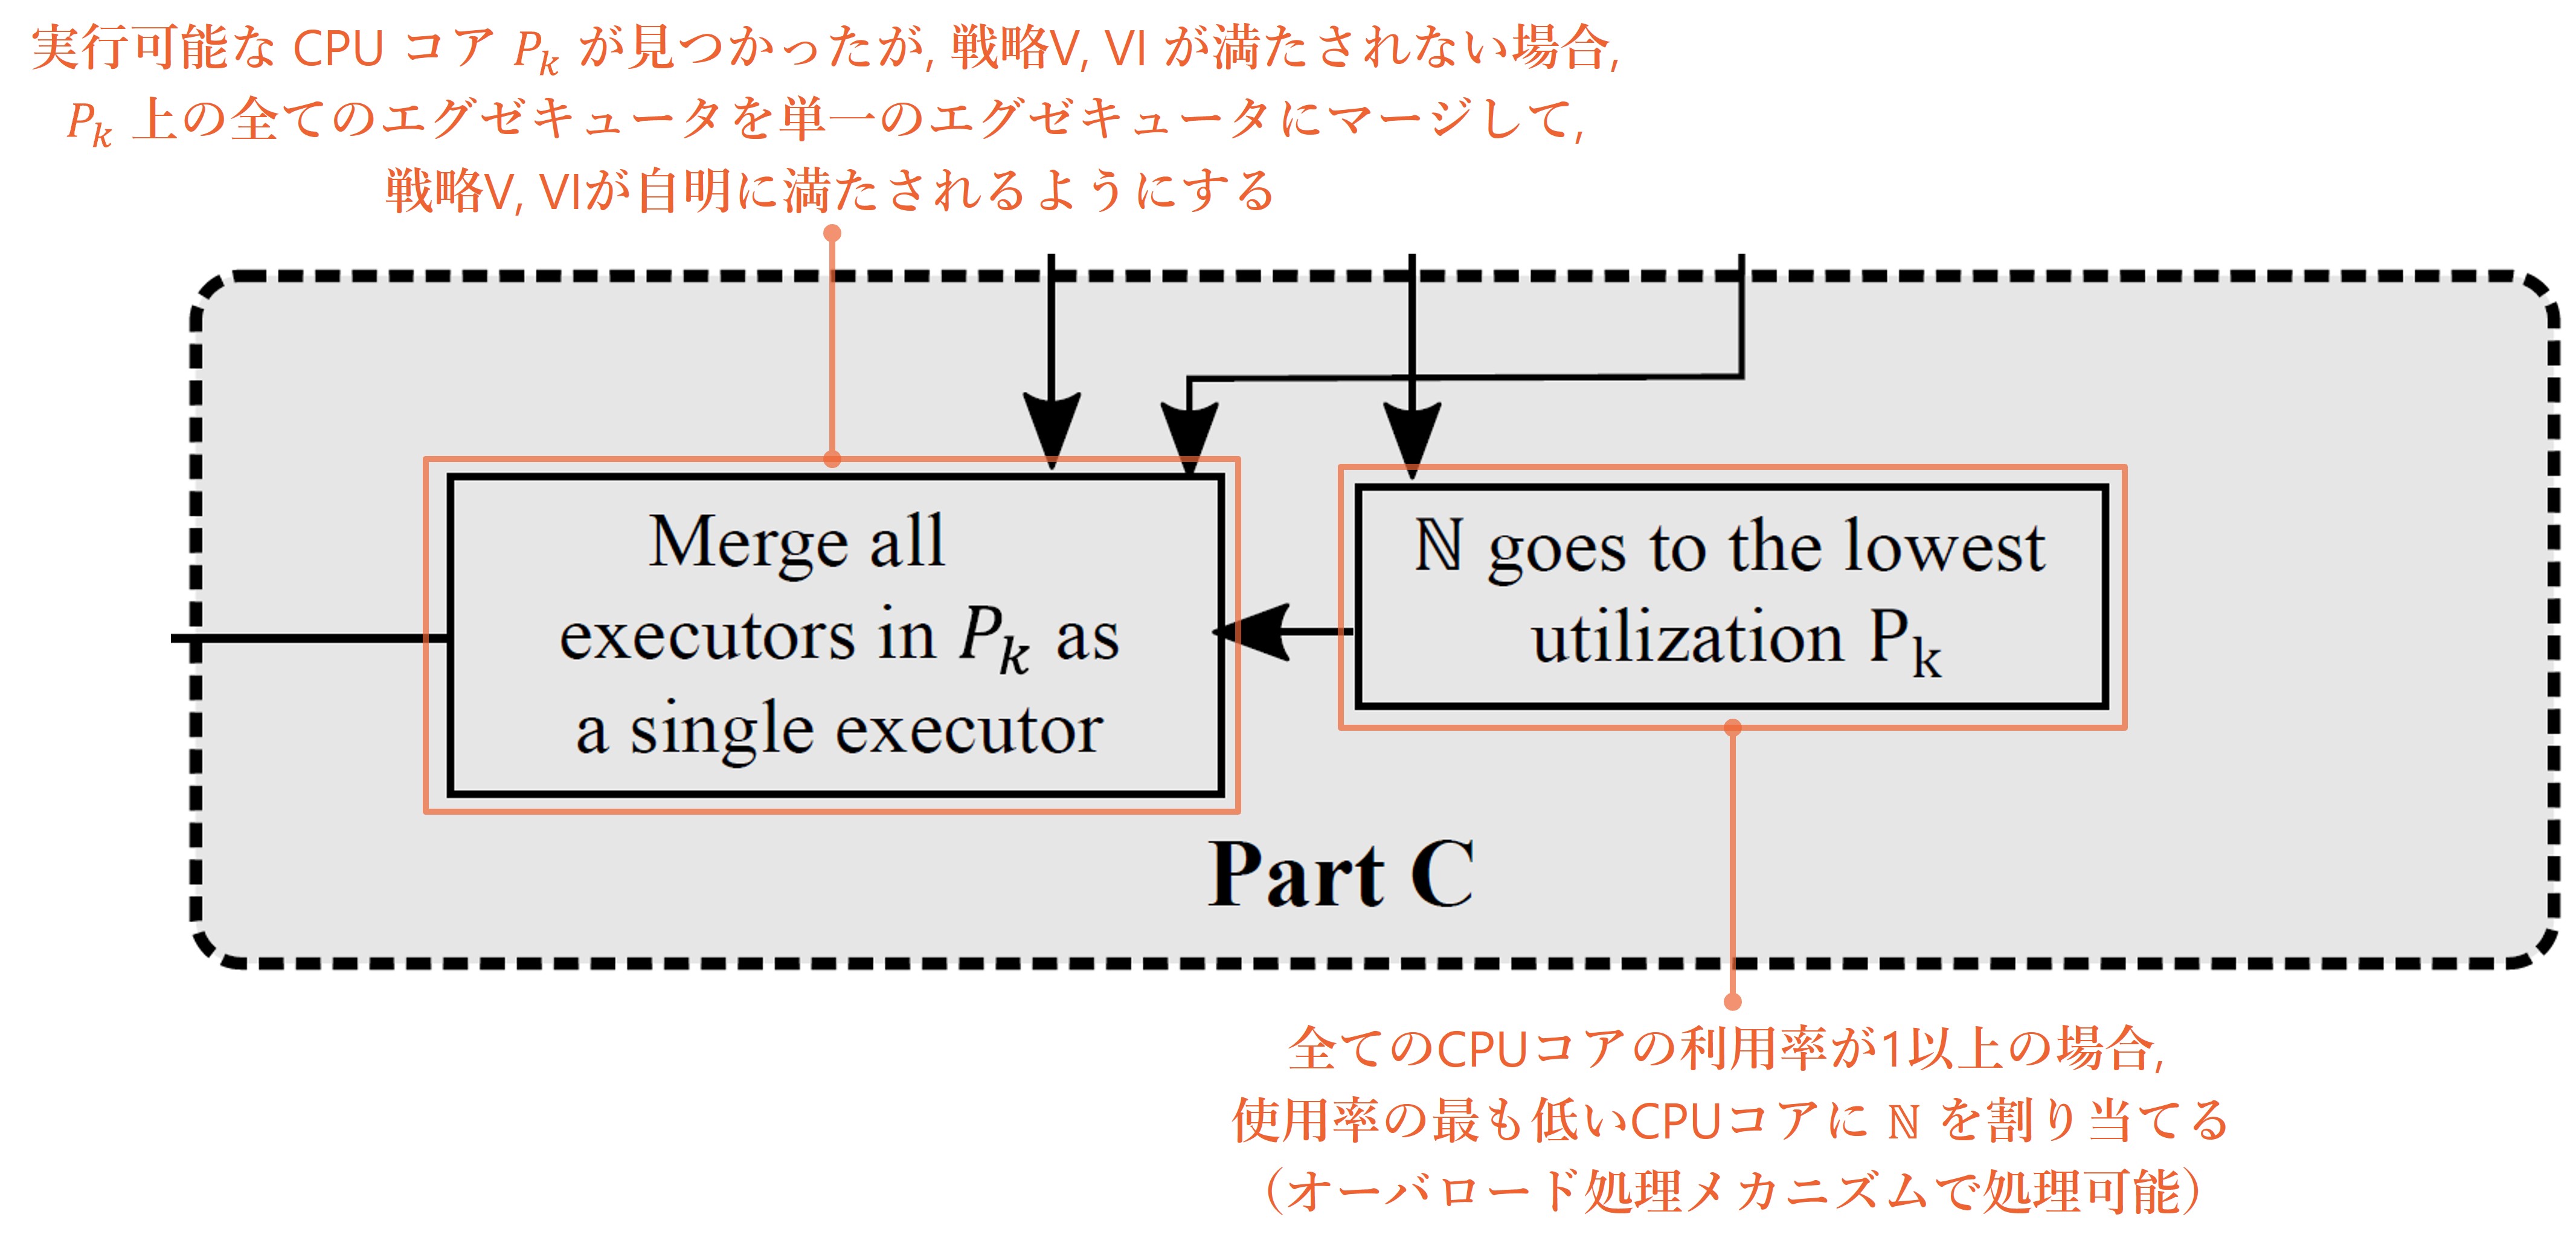 実行可能な CPU コア Pk が見つかったが, 戦略V, VI が満たされない場合,
Pk 上の全てのエグゼキュータを単一のエグゼキュータにマージして,
戦略V, VIが自明に満たされるようにする
Merge all
executors in Pk as
a single executor
ℕ goes to the lowest
utilization Pk
Part C
全てのCPUコアの利用率が1以上の場合,
使用率の最も低いCPUコアに ℕ を割り当てる
（オーバロード処理メカニズムで処理可能）